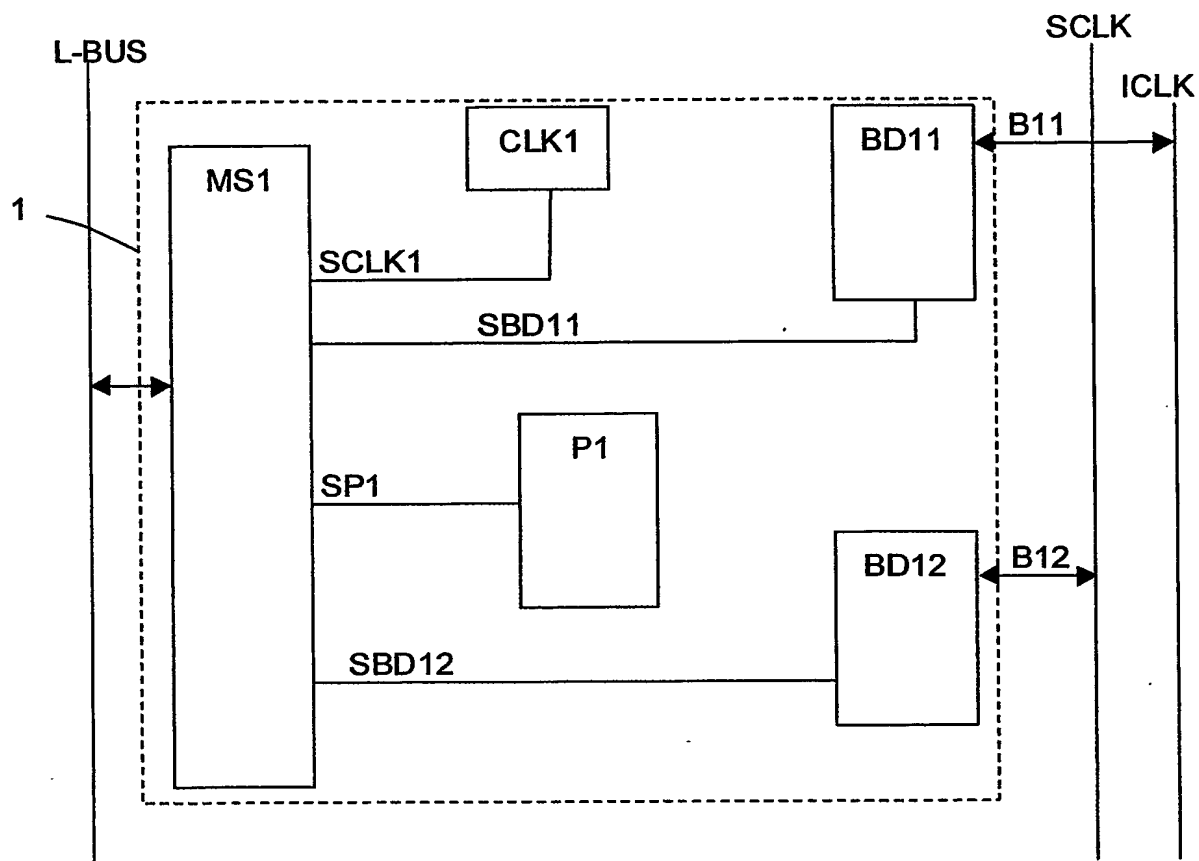 SCLK
L-BUS
ICLK
B11
CLK1
BD11
MS1
1
SCLK1
SBD11
P1
SP1
BD12
B12
SBD12